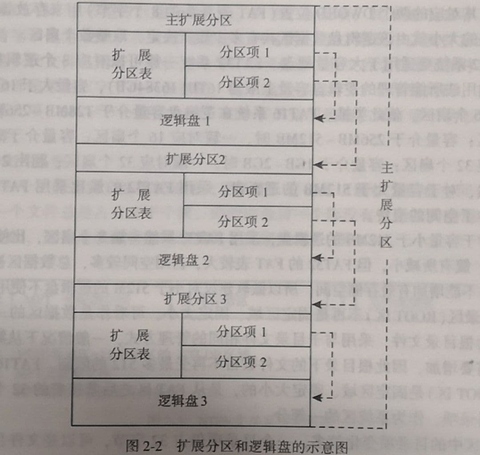 主扩展分区
扩 展
分区表
分区项 1
分区项 2
逻辑盘 1
扩展分区2
扩 展
分区表
分区项 1
分区项 2
逻辑盘 2
扩展分区 3
扩 展
分区表
分区项 1
分区项 2
逻辑盘 3
主扩展分区
图 2-2 扩展分区和逻辑盘的示意图